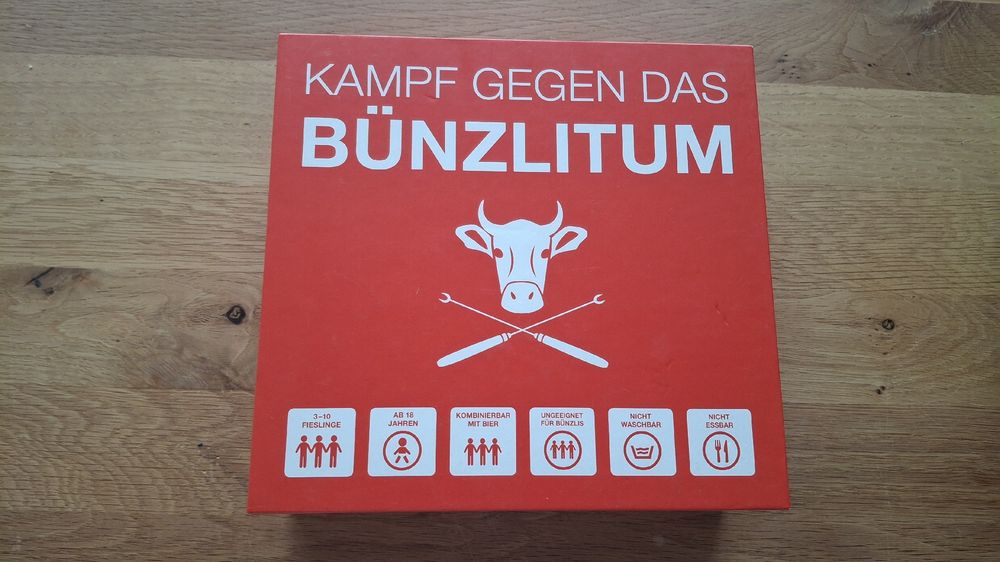 KAMPF GEGEN DAS
BÜNZLITUM
3–10
FIESLINGE
AB 18
JAHREN
KOMBINIERBAR
MIT BIER
UNGEEIGNET
FÜR BÜNZLIS
NICHT
WASCHBAR
NICHT
ESSBAR